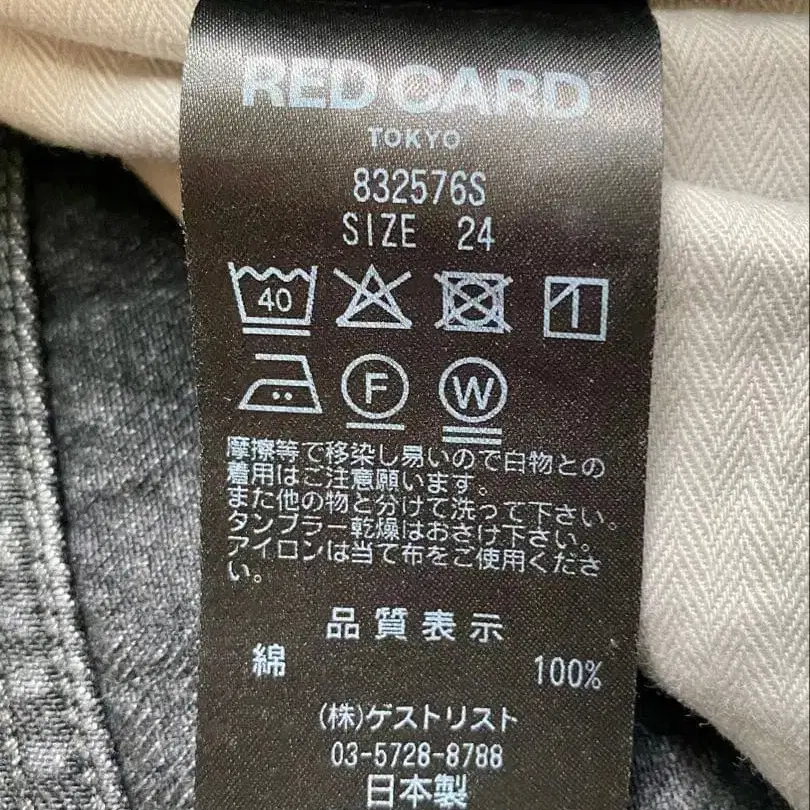 RED CARD
TOKYO
832576S
SIZE 24
40
F W
摩擦等で移染し易いので白物との
着用はご注意願います。
また他の物と分けて洗って下さい。
タンブラー乾燥はおさけ下さい。
アイロンは当て布をご使用くださ
い。
品質表示
綿 100%
(株)ゲストリスト
03-5728-8788
日本製